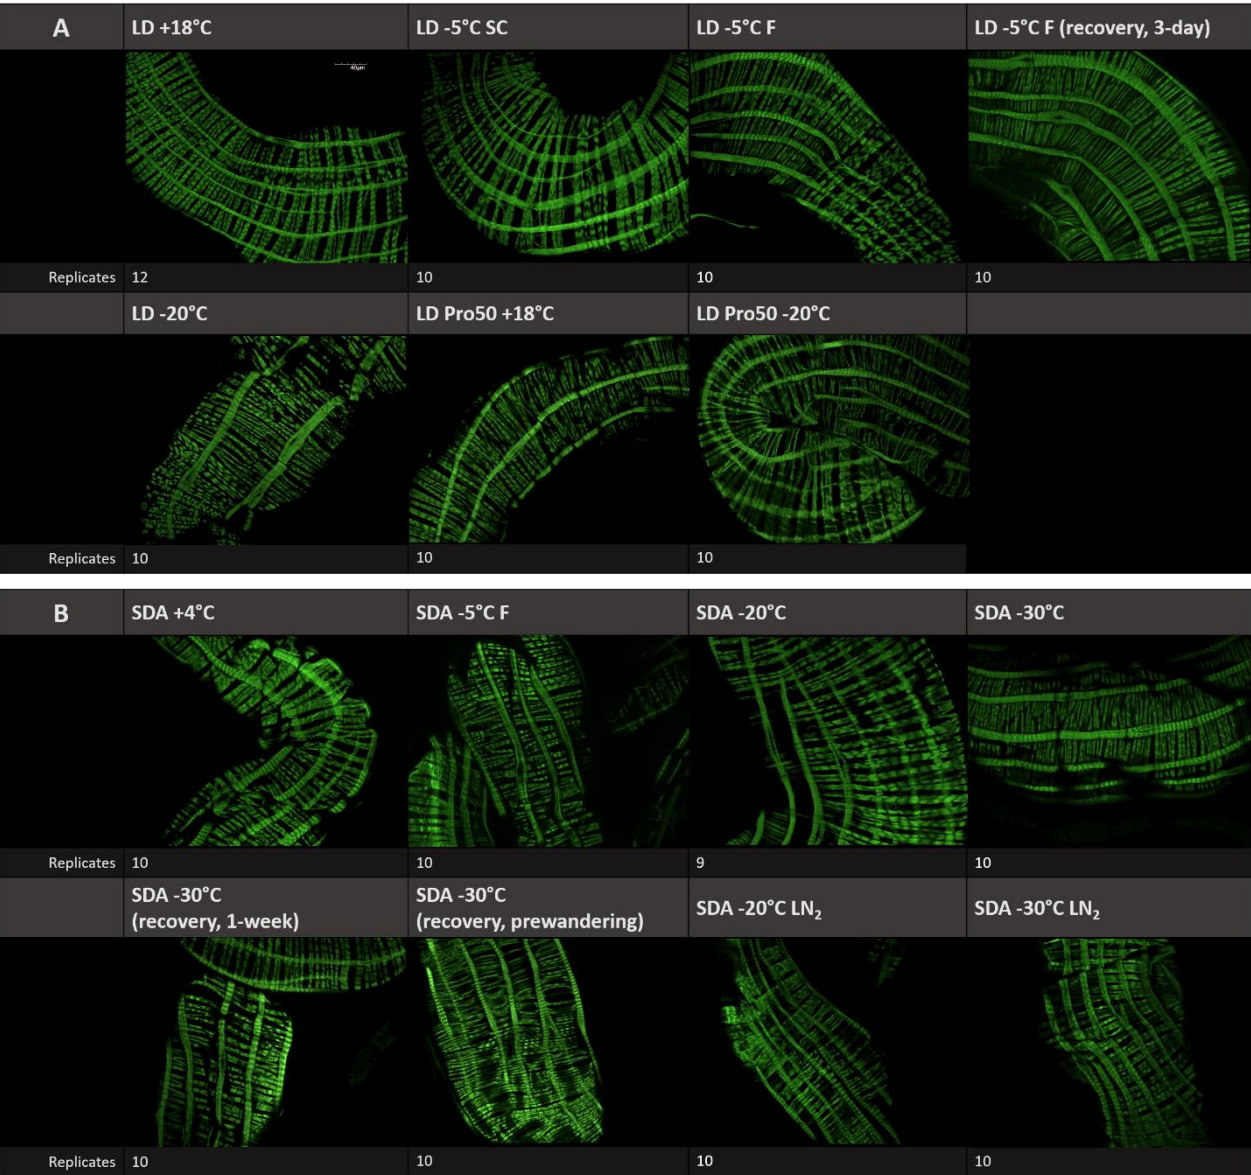 A LD +18°C LD -5°C SC LD -5°C F LD -5°C F (recovery, 3-day)
40µm
Replicates 12 10 10 10
LD -20°C LD Pro50 +18°C LD Pro50 -20°C
Replicates 10 10 10
B SDA +4°C SDA -5°C F SDA -20°C SDA -30°C
Replicates 10 10 9 10
SDA -30°C SDA -30°C SDA -20°C LN₂ SDA -30°C LN₂
(recovery, 1-week) (recovery, prewandering)
Replicates 10 10 10 10